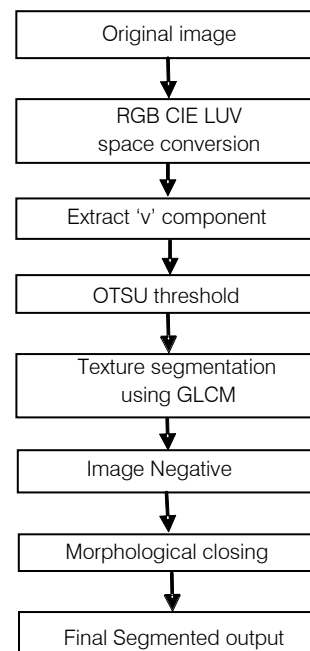 Original image
RGB CIE LUV
space conversion
Extract ‘v’ component
OTSU threshold
Texture segmentation
using GLCM
Image Negative
Morphological closing
Final Segmented output